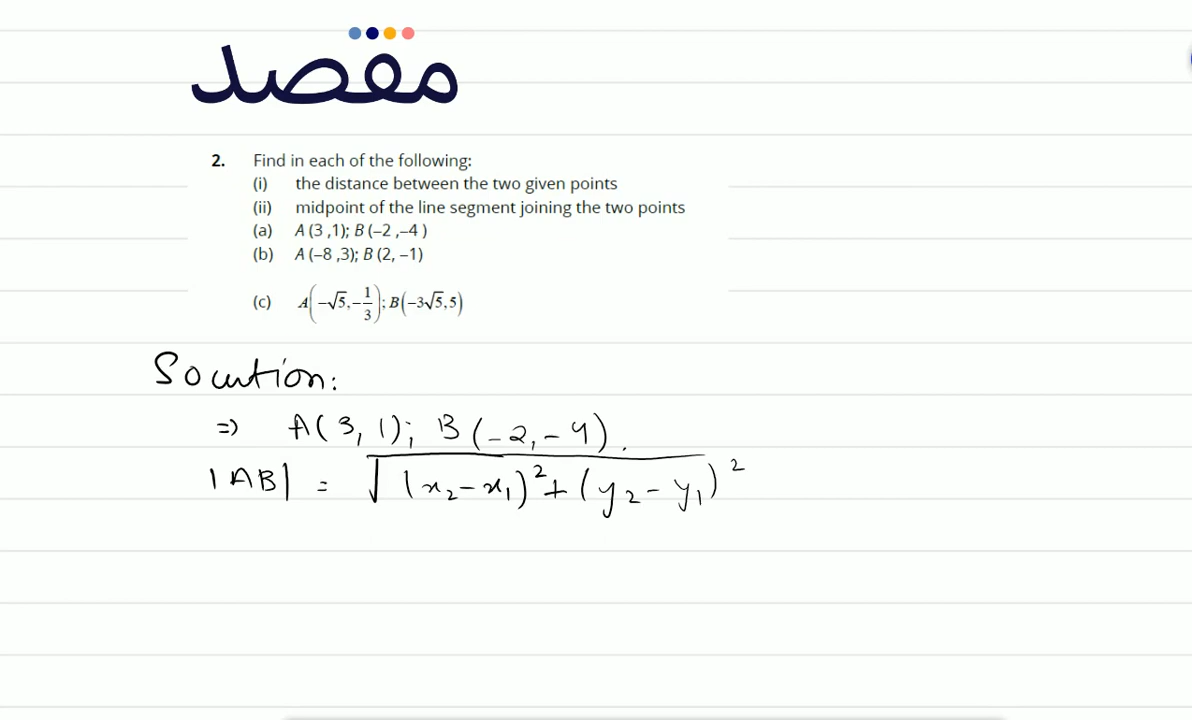 مقصد
2. Find in each of the following:
(i) the distance between the two given points
(ii) midpoint of the line segment joining the two points
(a) A (3 ,1); B (–2 ,–4 )
(b) A (–8 ,3); B (2, –1)
(c) A(−√5,−1/3); B(−3√5,5)
Socution:
=> A(3, 1); B(-2, -4).
|AB| = √(x₂-x₁)²+(y₂-y₁)²